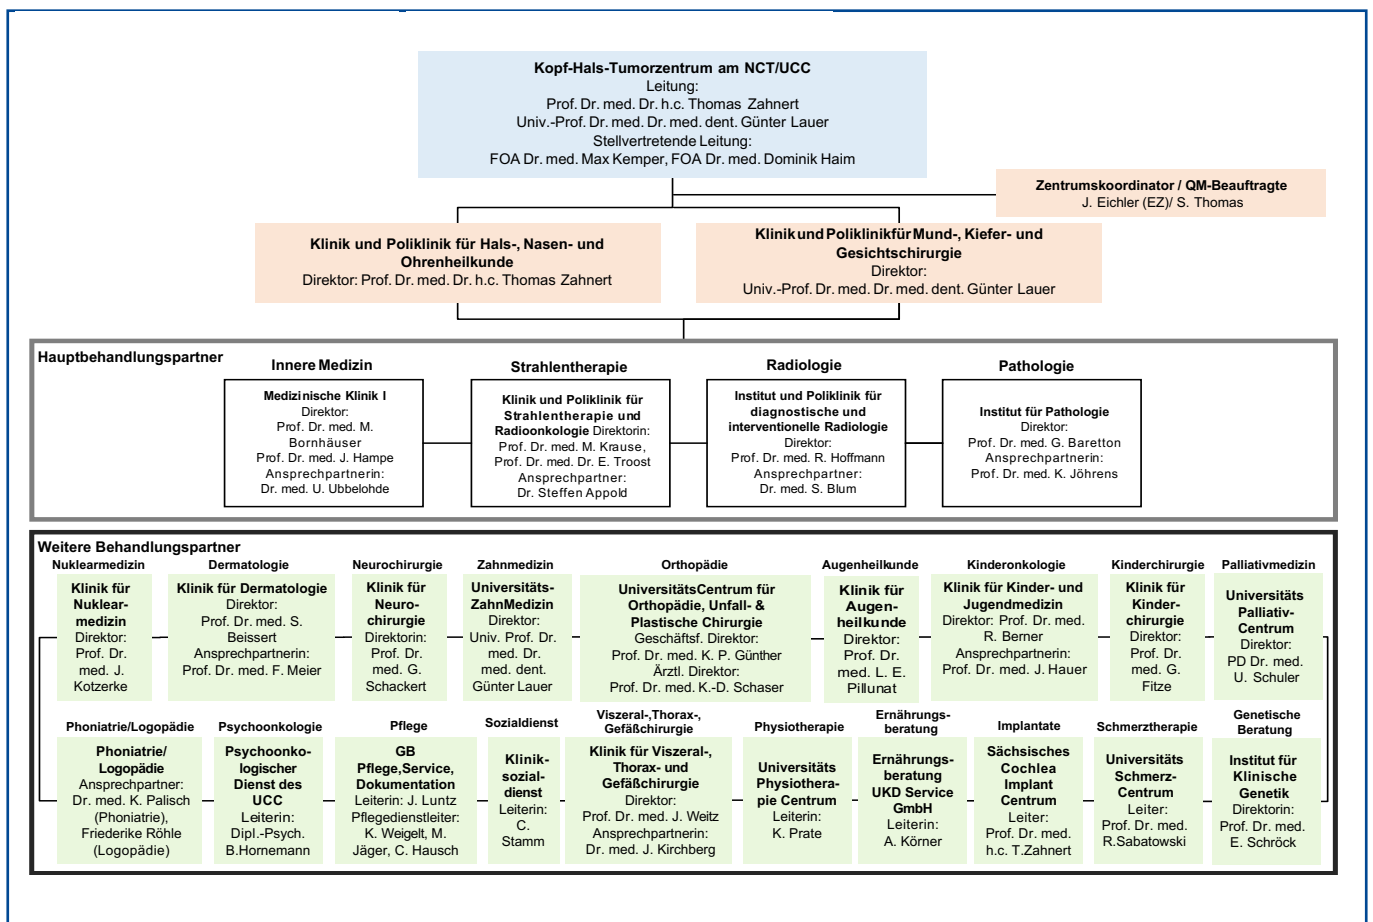 Kopf-Hals-Tumorzentrum am NCT/UCC
Leitung:
Prof. Dr. med. Dr. h.c. Thomas Zahnert
Univ.-Prof. Dr. med. Dr. med. dent. Günter Lauer
Stellvertretende Leitung:
FOA Dr. med. Max Kemper, FOA Dr. med. Dominik Haim
Zentrumskoordinator / QM-Beauftragte
J. Eichler (EZ)/ S. Thomas
Klinik und Poliklinik für Hals-, Nasen- und
Ohrenheilkunde
Direktor: Prof. Dr. med. Dr. h.c. Thomas Zahnert
Klinik und Poliklinik für Mund-, Kiefer- und
Gesichtschirurgie
Direktor:
Univ.-Prof. Dr. med. Dr. med. dent. Günter Lauer
Hauptbehandlungspartner
Innere Medizin
Medizinische Klinik I
Direktor:
Prof. Dr. med. M.
Bornhäuser
Prof. Dr. med. J. Hampe
Ansprechpartnerin:
Dr. med. U. Ubbelohde
Strahlentherapie
Klinik und Poliklinik für
Strahlentherapie und
Radioonkologie Direktorin:
Prof. Dr. med. M. Krause,
Prof. Dr. med. Dr. E. Troost
Ansprechpartner:
Dr. Steffen Appold
Radiologie
Institut und Poliklinik für
diagnostische und
interventionelle Radiologie
Direktor:
Prof. Dr. med. R. Hoffmann
Ansprechpartner:
Dr. med. S. Blum
Pathologie
Institut für Pathologie
Direktor:
Prof. Dr. med. G. Baretton
Ansprechpartnerin:
Prof. Dr. med. K. Jöhrens
Weitere Behandlungspartner
Nuklearmedizin
Klinik für
Nuklear-
medizin
Direktor:
Prof. Dr.
med. J.
Kotzerke
Dermatologie
Klinik für Dermatologie
Direktor:
Prof. Dr. med. S.
Beissert
Ansprechpartnerin:
Prof. Dr. med. F. Meier
Neurochirurgie
Klinik für
Neuro-
chirurgie
Direktorin:
Prof. Dr.
med. G.
Schackert
Zahnmedizin
Universitäts-
ZahnMedizin
Direktor:
Univ. Prof. Dr.
med. Dr.
med. dent.
Günter Lauer
Orthopädie
UniversitätsCentrum für
Orthopädie, Unfall- &
Plastische Chirurgie
Geschäftsf. Direktor:
Prof. Dr. med. K. P. Günther
Ärztl. Direktor:
Prof. Dr. med. K.-D. Schaser
Augenheilkunde
Klinik für
Augen-
heilkunde
Direktor:
Prof. Dr.
med. L. E.
Pillunat
Kinderonkologie
Klinik für Kinder- und
Jugendmedizin
Direktor: Prof. Dr. med.
R. Berner
Ansprechpartnerin:
Prof. Dr. med. J. Hauer
Kinderchirurgie
Klinik für
Kinder-
chirurgie
Direktor:
Prof. Dr.
med. G.
Fitze
Palliativmedizin
Universitäts
Palliativ-
Centrum
Direktor:
PD Dr. med.
U. Schuler
Phoniatrie/Logopädie
Phoniatrie/
Logopädie
Ansprechpartner:
Dr. med. K. Palisch
(Phoniatrie),
Friederike Röhle
(Logopädie)
Psychoonkologie
Psychoonko-
logischer
Dienst des
UCC
Leiterin:
Dipl.-Psych.
B.Hornemann
Pflege
GB
Pflege,Service,
Dokumentation
Leiterin: J. Luntz
Pflegedienstleiter:
K. Weigelt, M.
Jäger, C. Hausch
Sozialdienst
Klinik-
sozial-
dienst
Leiterin:
C.
Stamm
Viszeral-,Thorax-,
Gefäßchirurgie
Klinik für Viszeral-,
Thorax- und
Gefäßchirurgie
Direktor:
Prof. Dr. med. J. Weitz
Ansprechpartnerin:
Dr. med. J. Kirchberg
Physiotherapie
Universitäts
Physiothera-
pie Centrum
Leiterin:
K. Prate
Ernährungs-
beratung
Ernährungs-
beratung
UKD Service
GmbH
Leiterin:
A. Körner
Implantate
Sächsisches
Cochlea
Implant
Centrum
Leiter:
Prof. Dr. med.
h.c. T.Zahnert
Schmerztherapie
Universitäts
Schmerz-
Centrum
Leiter:
Prof. Dr. med.
R.Sabatowski
Genetische
Beratung
Institut für
Klinische
Genetik
Direktorin:
Prof. Dr. med.
E. Schröck